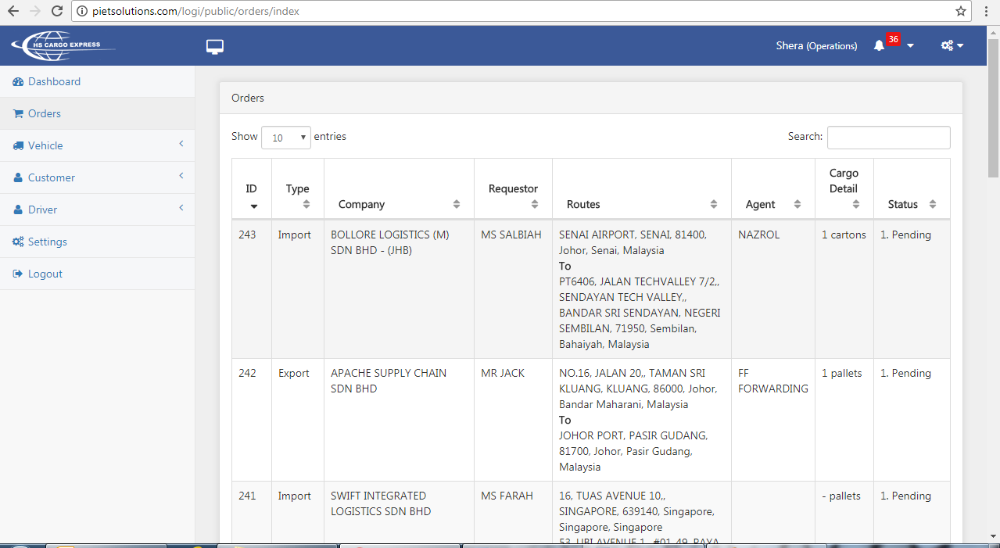 pietsolutions.com/logi/public/orders/index
HS CARGO EXPRESS
Shera (Operations)
36
Dashboard
Orders
Vehicle
Customer
Driver
Settings
Logout
Orders
Show 10 entries
Search:
ID
Type
Company
Requestor
Routes
Agent
Cargo
Detail
Status
243
Import
BOLLORE LOGISTICS (M)
SDN BHD - (JHB)
MS SALBIAH
SENAI AIRPORT, SENAI, 81400,
Johor, Senai, Malaysia
To
PT6406, JALAN TECHVALLEY 7/2,,
SENDAYAN TECH VALLEY,,
BANDAR SRI SENDAYAN, NEGERI
SEMBILAN, 71950, Sembilan,
Bahaiyah, Malaysia
NAZROL
1 cartons
1. Pending
242
Export
APACHE SUPPLY CHAIN
SDN BHD
MR JACK
NO.16, JALAN 20,, TAMAN SRI
KLUANG, KLUANG, 86000, Johor,
Bandar Maharani, Malaysia
To
JOHOR PORT, PASIR GUDANG,
81700, Johor, Pasir Gudang,
Malaysia
FF
FORWARDING
1 pallets
1. Pending
241
Import
SWIFT INTEGRATED
LOGISTICS SDN BHD
MS FARAH
16, TUAS AVENUE 10,,
SINGAPORE, 639140, Singapore,
Singapore, Singapore
53, UBI AVENUE 1,, #01-49, PAYA
- pallets
1. Pending